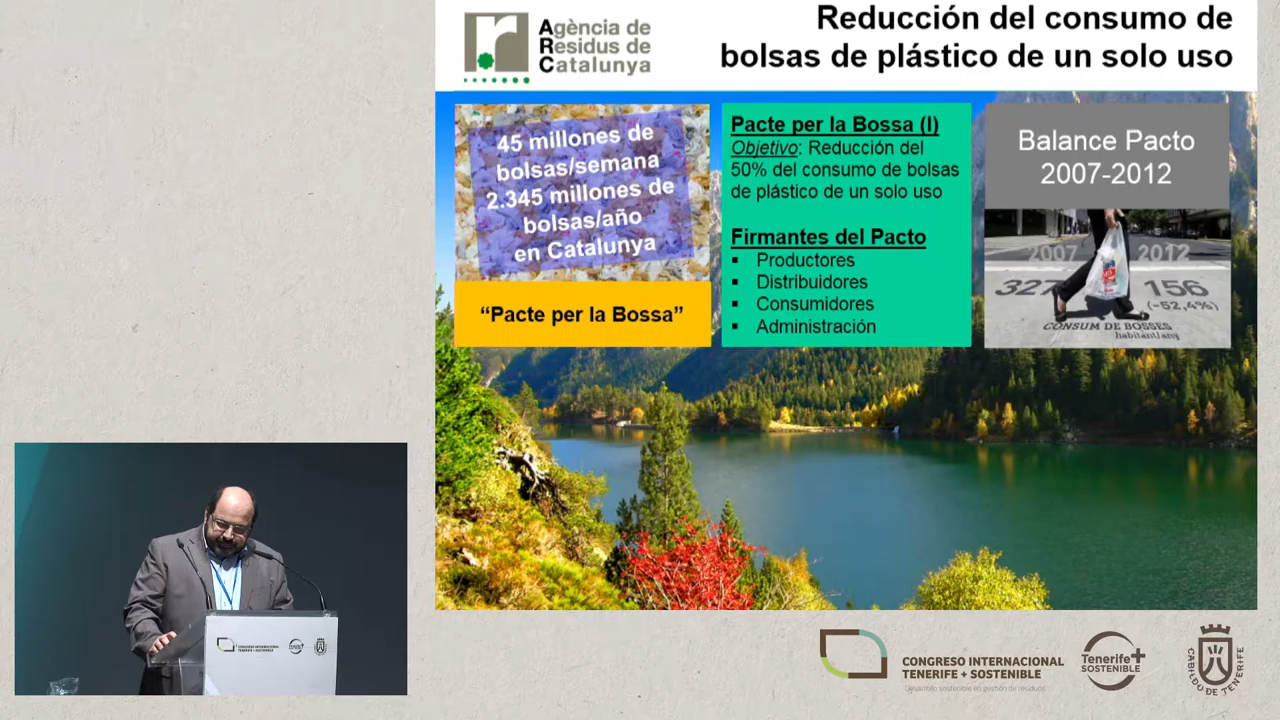 Agència de
Residus de
Catalunya
Reducción del consumo de
bolsas de plástico de un solo uso
45 millones de
bolsas/semana
2.345 millones de
bolsas/año
en Catalunya
“Pacte per la Bossa”
Pacte per la Bossa (I)
Objetivo: Reducción del
50% del consumo de bolsas
de plástico de un solo uso
Firmantes del Pacto
▪ Productores
▪ Distribuidores
▪ Consumidores
▪ Administración
Balance Pacto
2007-2012
2007 2012
327 156
(-52,4%)
CONSUM DE BOSSES
habitant/any
CONGRESO INTERNACIONAL
TENERIFE + SOSTENIBLE
CONGRESO INTERNACIONAL
TENERIFE + SOSTENIBLE
Desarrollo sostenible en gestión de residuos
Tenerife+
SOSTENIBLE
CABILDO DE TENERIFE